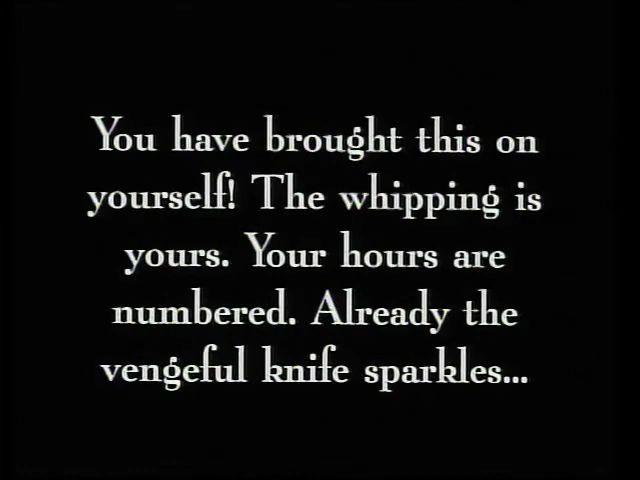 You have brought this on
yourself! The whipping is
yours. Your hours are
numbered. Already the
vengeful knife sparkles...